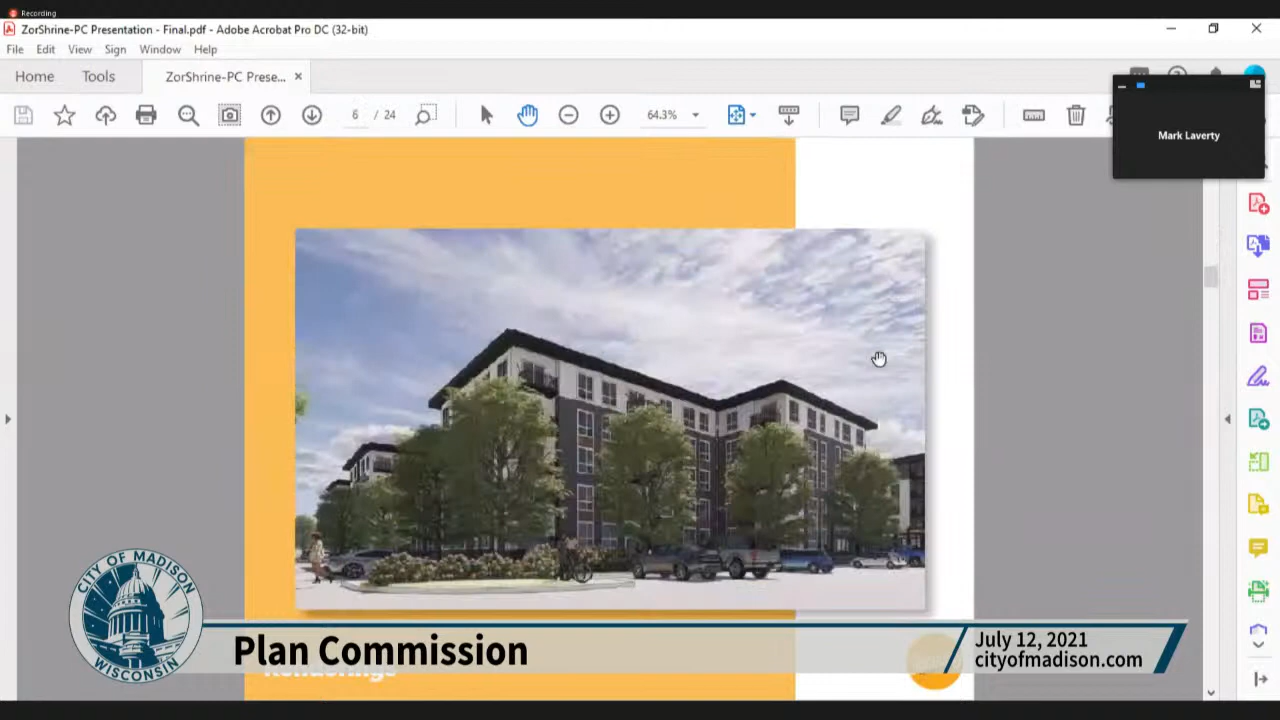 Recording
ZorShrine-PC Presentation - Final.pdf - Adobe Acrobat Pro DC (32-bit)
File Edit View Sign Window Help
Home Tools ZorShrine-PC Prese... ×
6 / 24 64.3%
Mark Laverty
CITY OF MADISON
WISCONSIN
Plan Commission
July 12, 2021
cityofmadison.com
Renderings